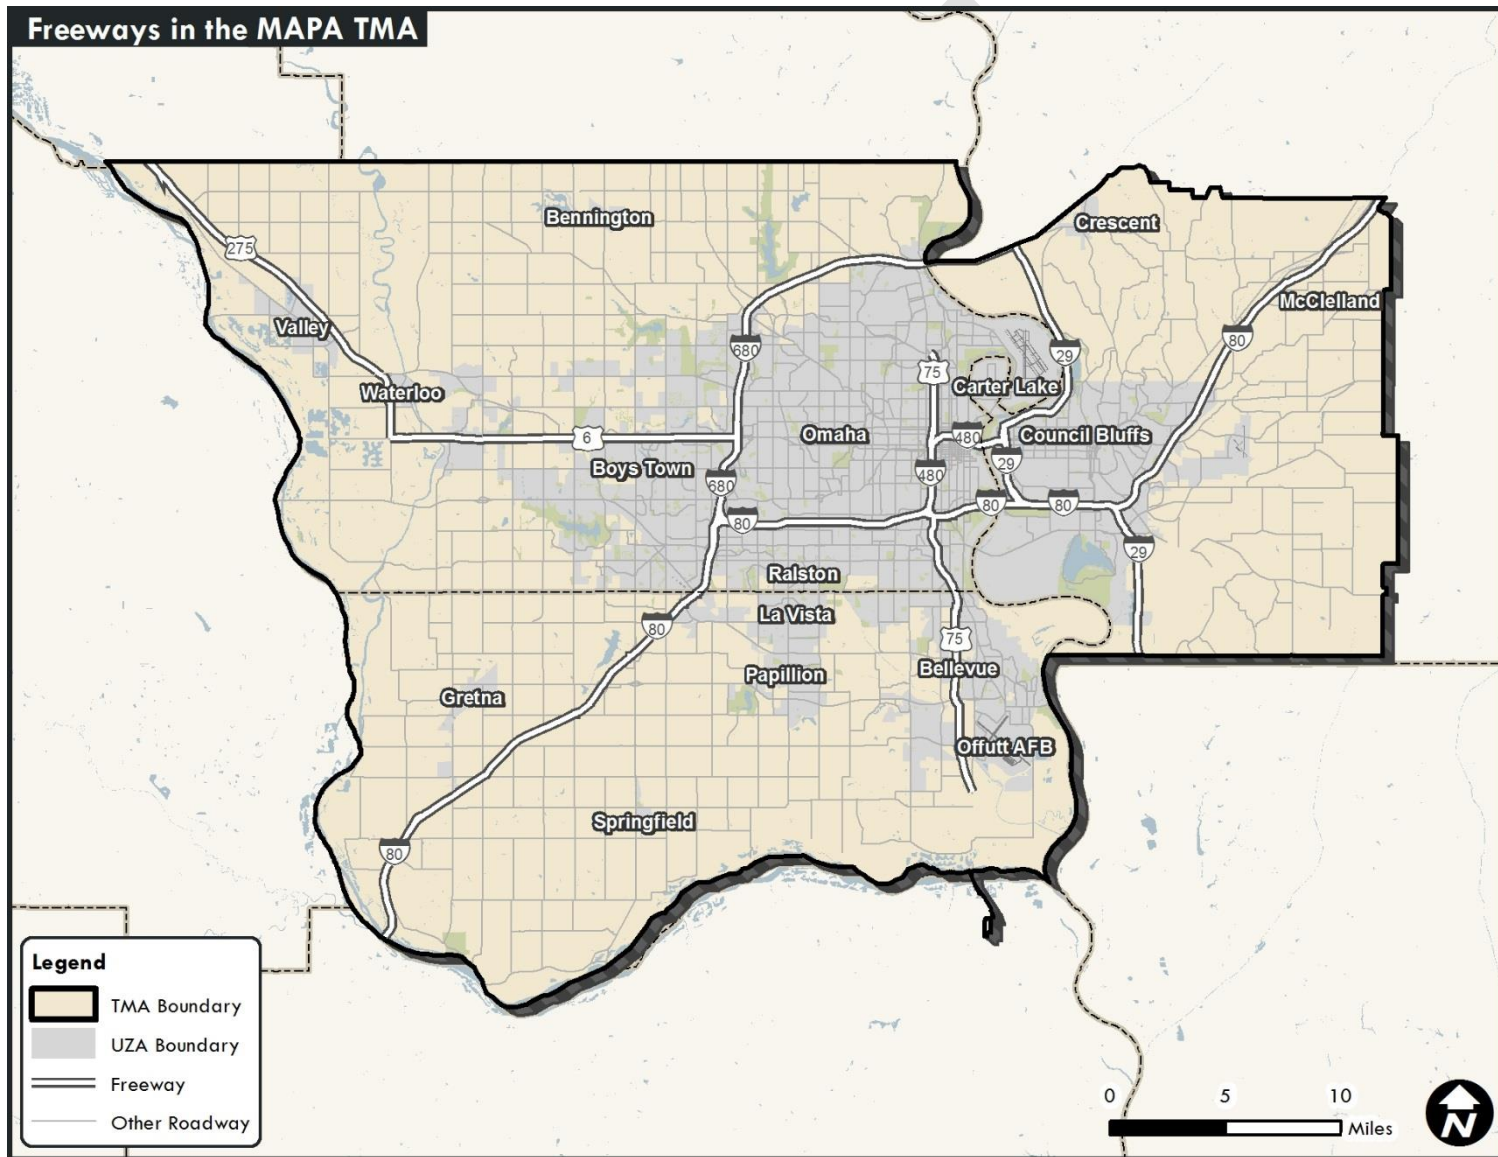 Freeways in the MAPA TMA
Bennington
Crescent
275
McClelland
Valley
80
680
29
75
Waterloo
Carter Lake
6
Omaha
480
Council Bluffs
Boys Town
29
680
480
80
80
80
29
Ralston
La Vista
80
75
Bellevue
Papillion
Gretna
Offutt AFB
Springfield
80
Legend
TMA Boundary
UZA Boundary
Freeway
Other Roadway
0 5 10
Miles
N